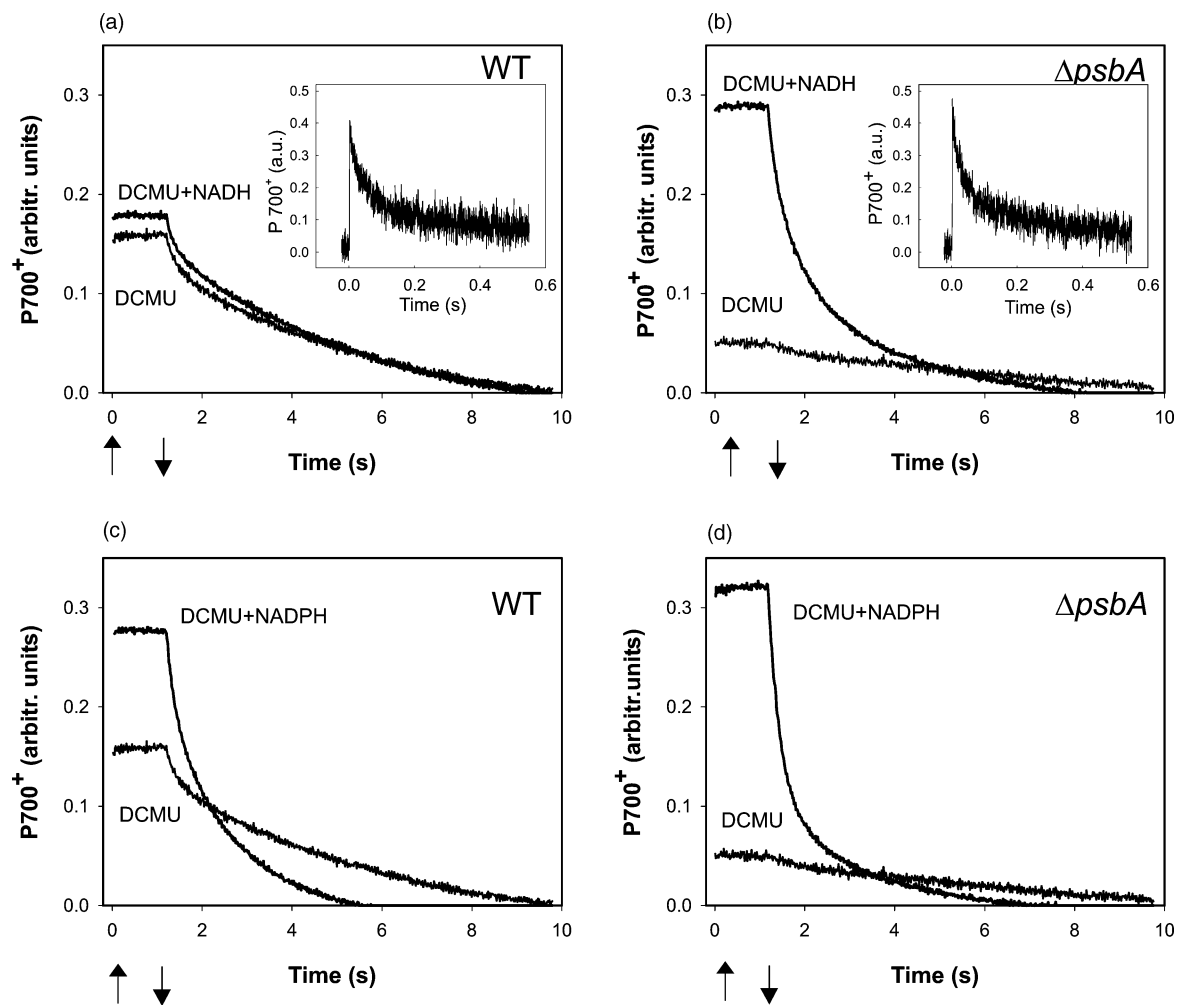 (a)
WT
P700+ (arbitr. units)
0.3
0.2
0.1
0.0
DCMU+NADH
DCMU
0 2 4 6 8 10
Time (s)
P 700+ (a.u.)
0.5
0.4
0.3
0.2
0.1
0.0
0.0 0.2 0.4 0.6
Time (s)
(b)
ΔpsbA
P700+ (arbitr. units)
0.3
0.2
0.1
0.0
DCMU+NADH
DCMU
0 2 4 6 8 10
Time (s)
P700+ (a.u.)
0.5
0.4
0.3
0.2
0.1
0.0
0.0 0.2 0.4 0.6
Time (s)
(c)
WT
P700+ (arbitr. units)
0.3
0.2
0.1
0.0
DCMU+NADPH
DCMU
0 2 4 6 8 10
Time (s)
(d)
ΔpsbA
P700+ (arbitr.units)
0.3
0.2
0.1
0.0
DCMU+NADPH
DCMU
0 2 4 6 8 10
Time (s)